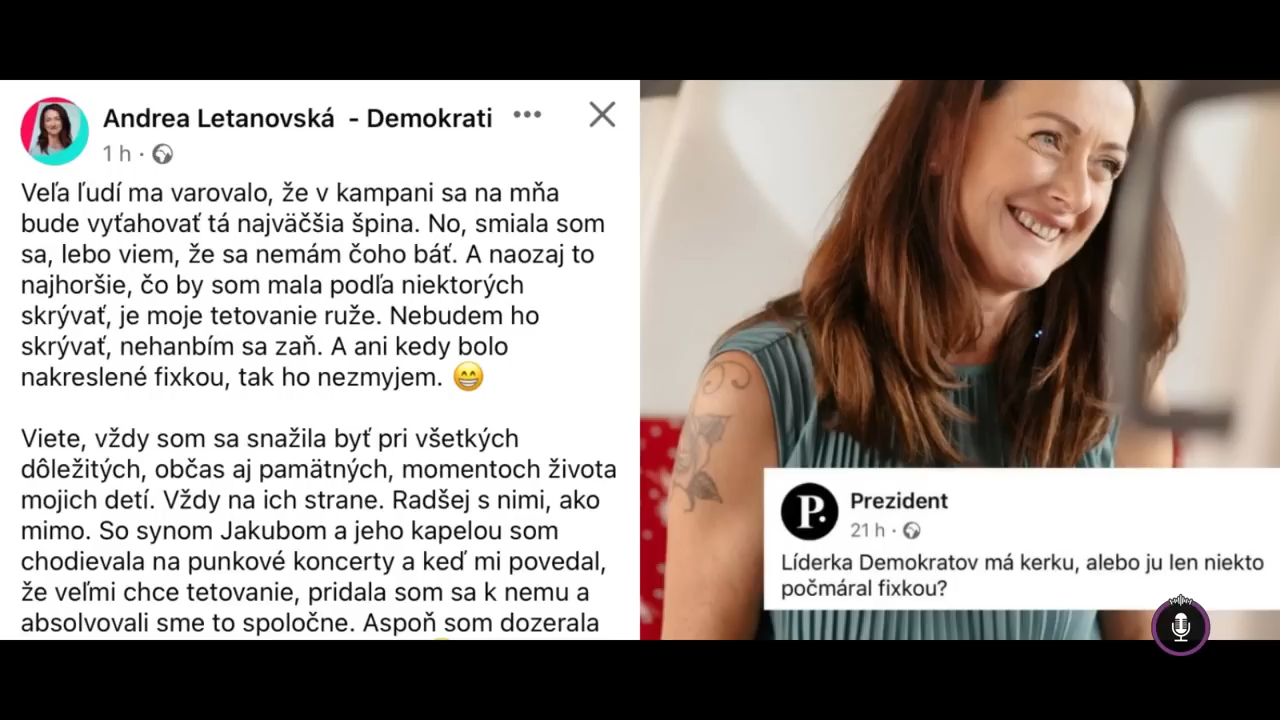 Andrea Letanovská - Demokrati
1 h
Veľa ľudí ma varovalo, že v kampani sa na mňa
bude vyťahovať tá najväčšia špina. No, smiala som
sa, lebo viem, že sa nemám čoho báť. A naozaj to
najhoršie, čo by som mala podľa niektorých
skrývať, je moje tetovanie ruže. Nebudem ho
skrývať, nehanbím sa zaň. A ani kedy bolo
nakreslené fixkou, tak ho nezmyjem. 😁
Viete, vždy som sa snažila byť pri všetkých
dôležitých, občas aj pamätných, momentoch života
mojich detí. Vždy na ich strane. Radšej s nimi, ako
mimo. So synom Jakubom a jeho kapelou som
chodievala na punkové koncerty a keď mi povedal,
že veľmi chce tetovanie, pridala som sa k nemu a
absolvovali sme to spoločne. Aspoň som dozerala
P.
Prezident
21 h
Líderka Demokratov má kerku, alebo ju len niekto
počmáral fixkou?